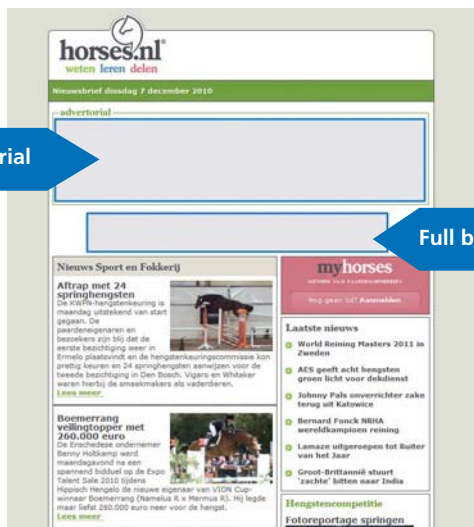 horses.nl®
weten leren delen
Nieuwsbrief dinsdag 7 december 2010
advertorial
rial
Full b
Nieuws Sport en Fokkerij
Aftrap met 24
springhengsten
De KWPN-hengstenkeuring is
maandag uitstekend van start
gegaan. De
paardeneigenaren en
bezoekers zijn blij dat de
eerste bezichtiging weer in
Ermelo plaatsvindt en de hengstenkeuringscommissie kon
prettig keuren en 24 springhengsten aanwijzen voor de
tweede bezichtiging in Den Bosch. Vigaro en Whitaker
waren hierbij de smaakmakers als vaderdieren.
Lees meer
Boemerrang
veilingtopper met
260.000 euro
De Enschedese ondernemer
Benny Holtkamp werd
maandagavond na een
spannend bidduel op de Expo
Talent Sale 2010 tijdens
Hippisch Hengelo de nieuwe eigenaar van VION Cup-
winnaar Boemerrang (Namelus R x Mermus R). Hij legde
maar liefst 260.000 euro neer voor de hengst.
Lees meer
myhorses
Nog geen lid? Aanmelden
Laatste nieuws
World Reining Masters 2011 in
Zweden
AES geeft acht hengsten
groen licht voor dekdienst
Johnny Pals onverrichter zake
terug uit Katowice
Bernard Fonck NRHA
wereldkampioen reining
Lamaze uitgeroepen tot Ruiter
van het Jaar
Groot-Brittannië stuurt
'zachte' bitten naar India
Hengstencompetitie
Fotoreportage springen